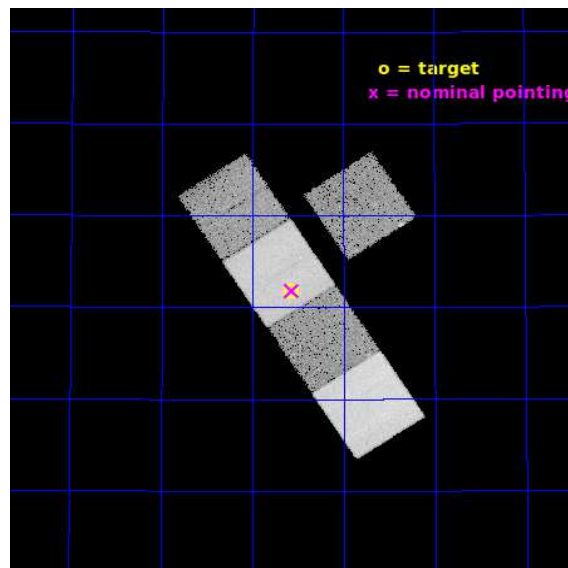 o = target
x = nominal pointing